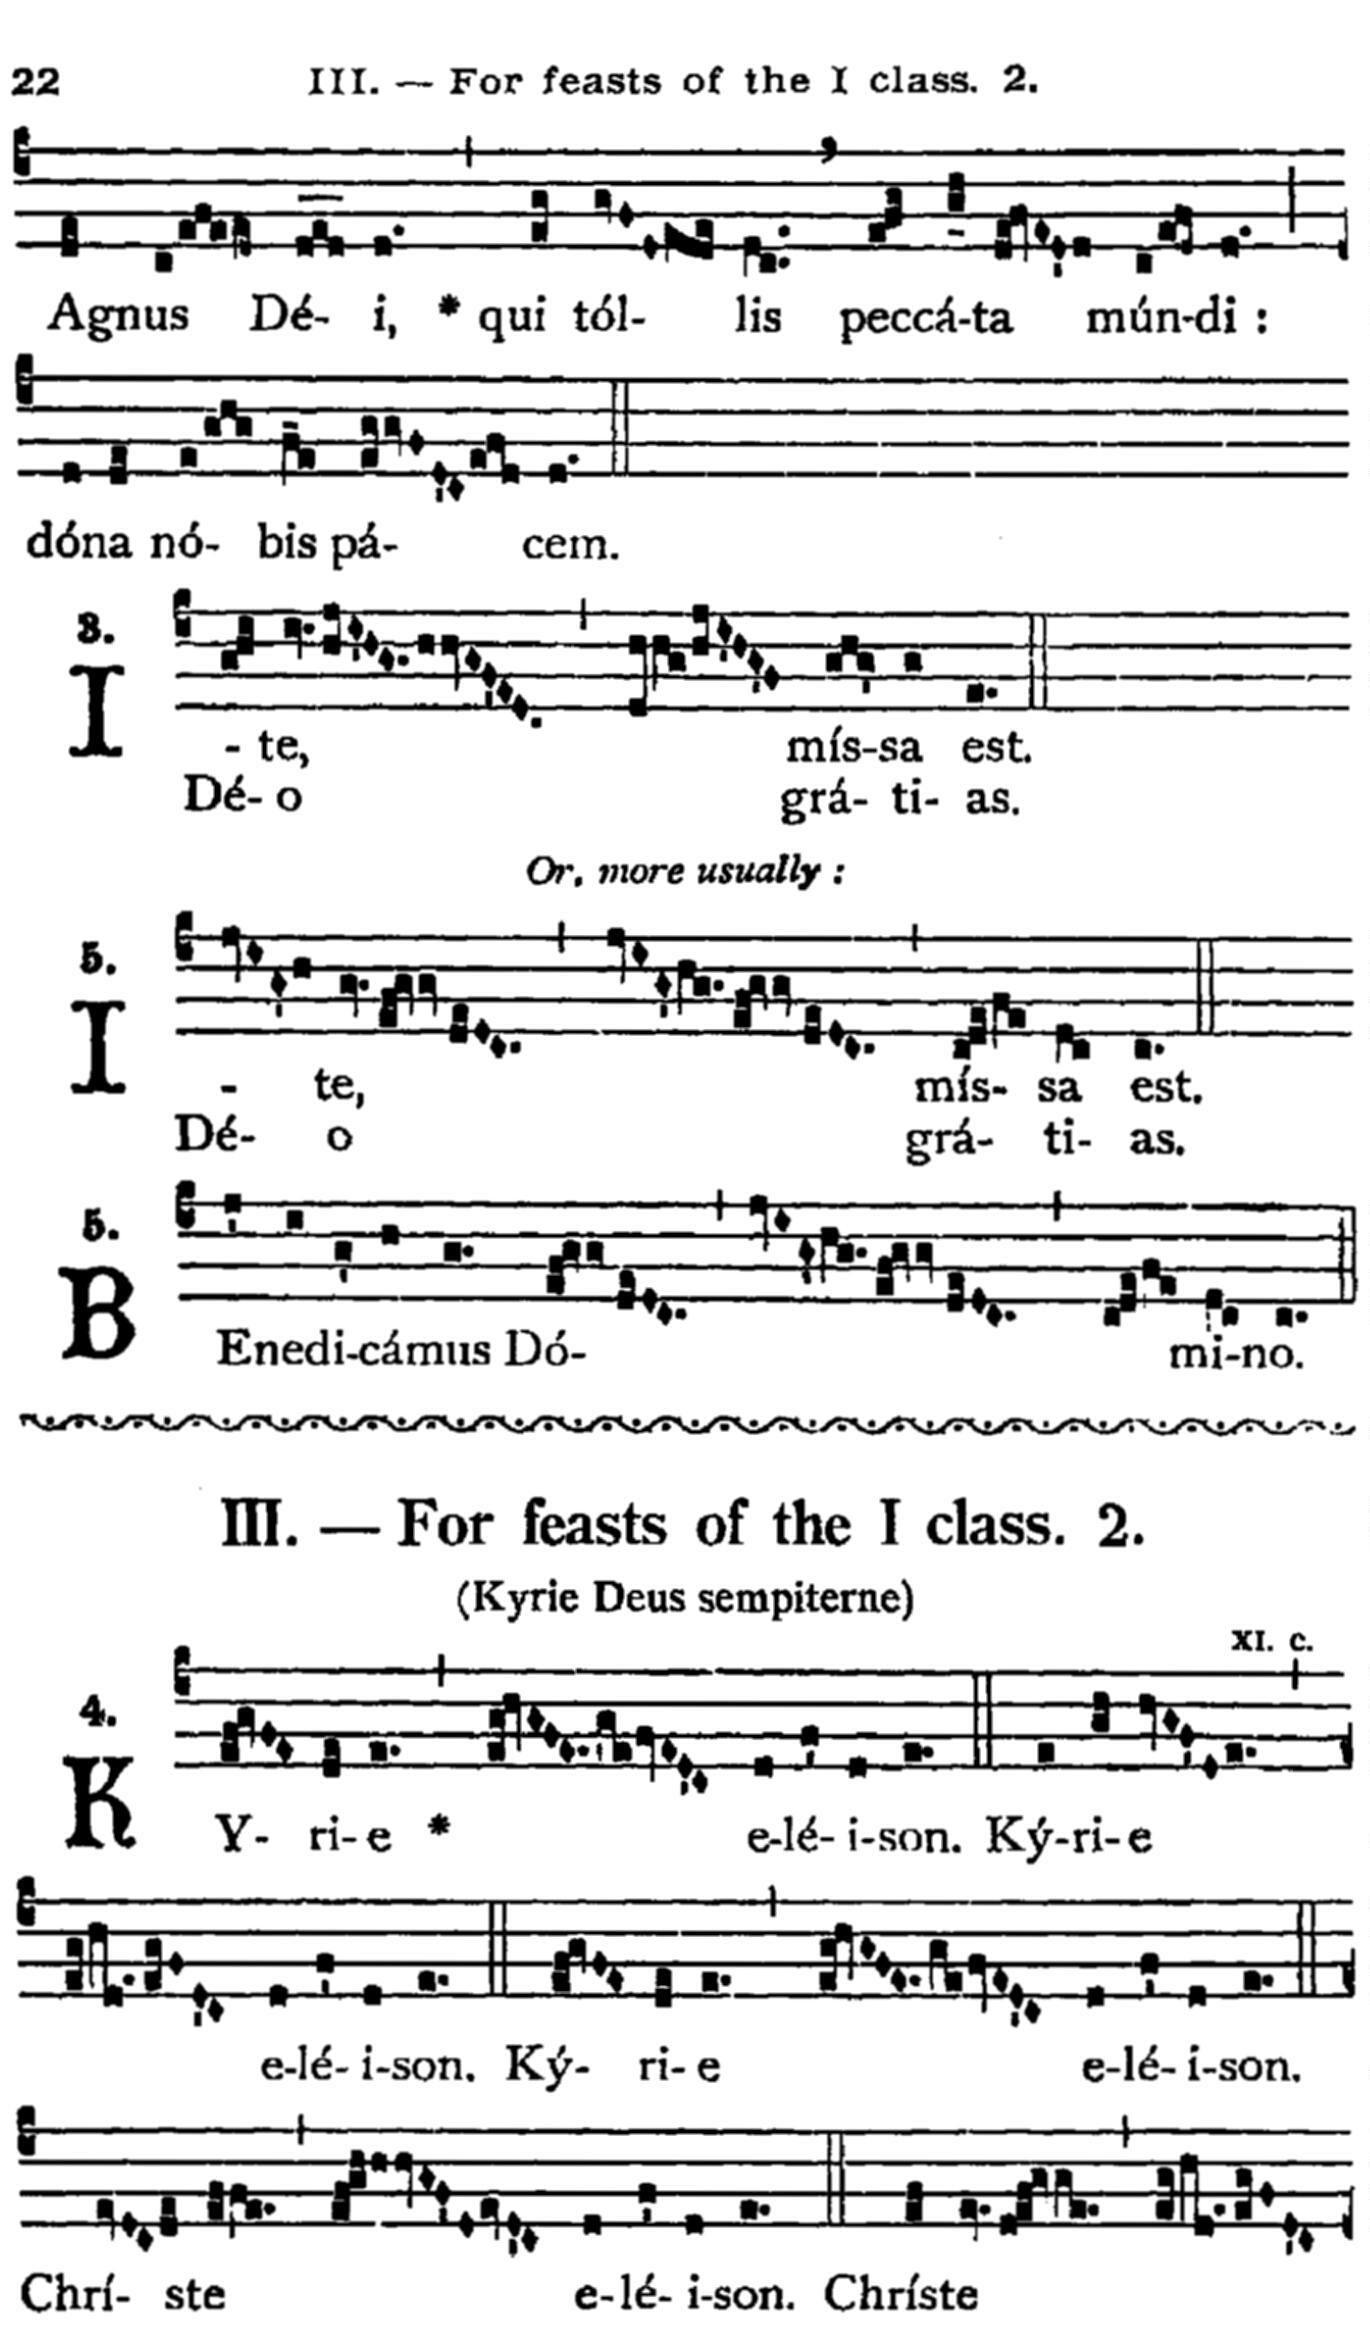 22 III. — For feasts of the I class. 2.
Agnus Dé- i, * qui tól- lis peccá-ta mún-di :
dóna nó- bis pá- cem.
3.
I - te, mís-sa est.
Dé- o grá- ti- as.
Or, more usually :
5.
I - te, mís- sa est.
Dé- o grá- ti- as.
5.
B Enedi-cámus Dó- mi-no.
III. — For feasts of the I class. 2.
(Kyrie Deus sempiterne)
XI. c.
4.
K Y- ri- e * e-lé- i-son. Ký-ri- e
e-lé- i-son. Ký- ri- e e-lé- i-son.
Chrí- ste e-lé- i-son. Chríste